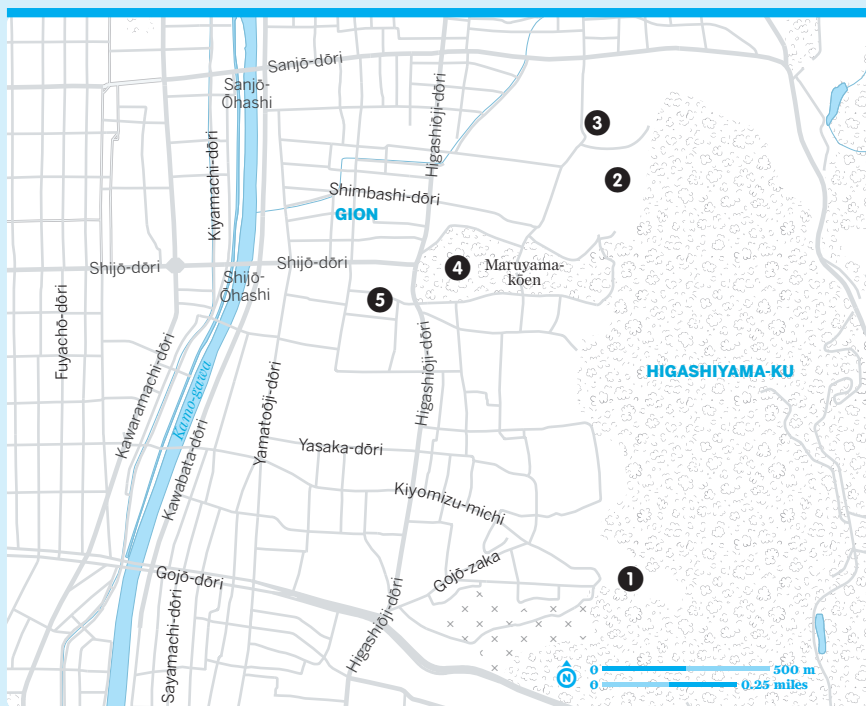 Sanjō-dōri
Sanjō-
Ōhashi
Higashiōji-dōri
3
2
Kiyamachi-dōri
Shimbashi-dōri
GION
Shijō-dōri
Shijō-
Ōhashi
Shijō-dōri
4
Maruyama-
kōen
5
Fuyachō-dōri
Kawaramachi-dōri
Kamo-gawa
Kawabata-dōri
Yamatoōji-dōri
Higashiōji-dōri
HIGASHIYAMA-KU
Yasaka-dōri
Kiyomizu-michi
Gojō-dōri
Gojō-zaka
1
Sayamachi-dōri
Higashiōji-dōri
N
0 500 m
0 0.25 miles